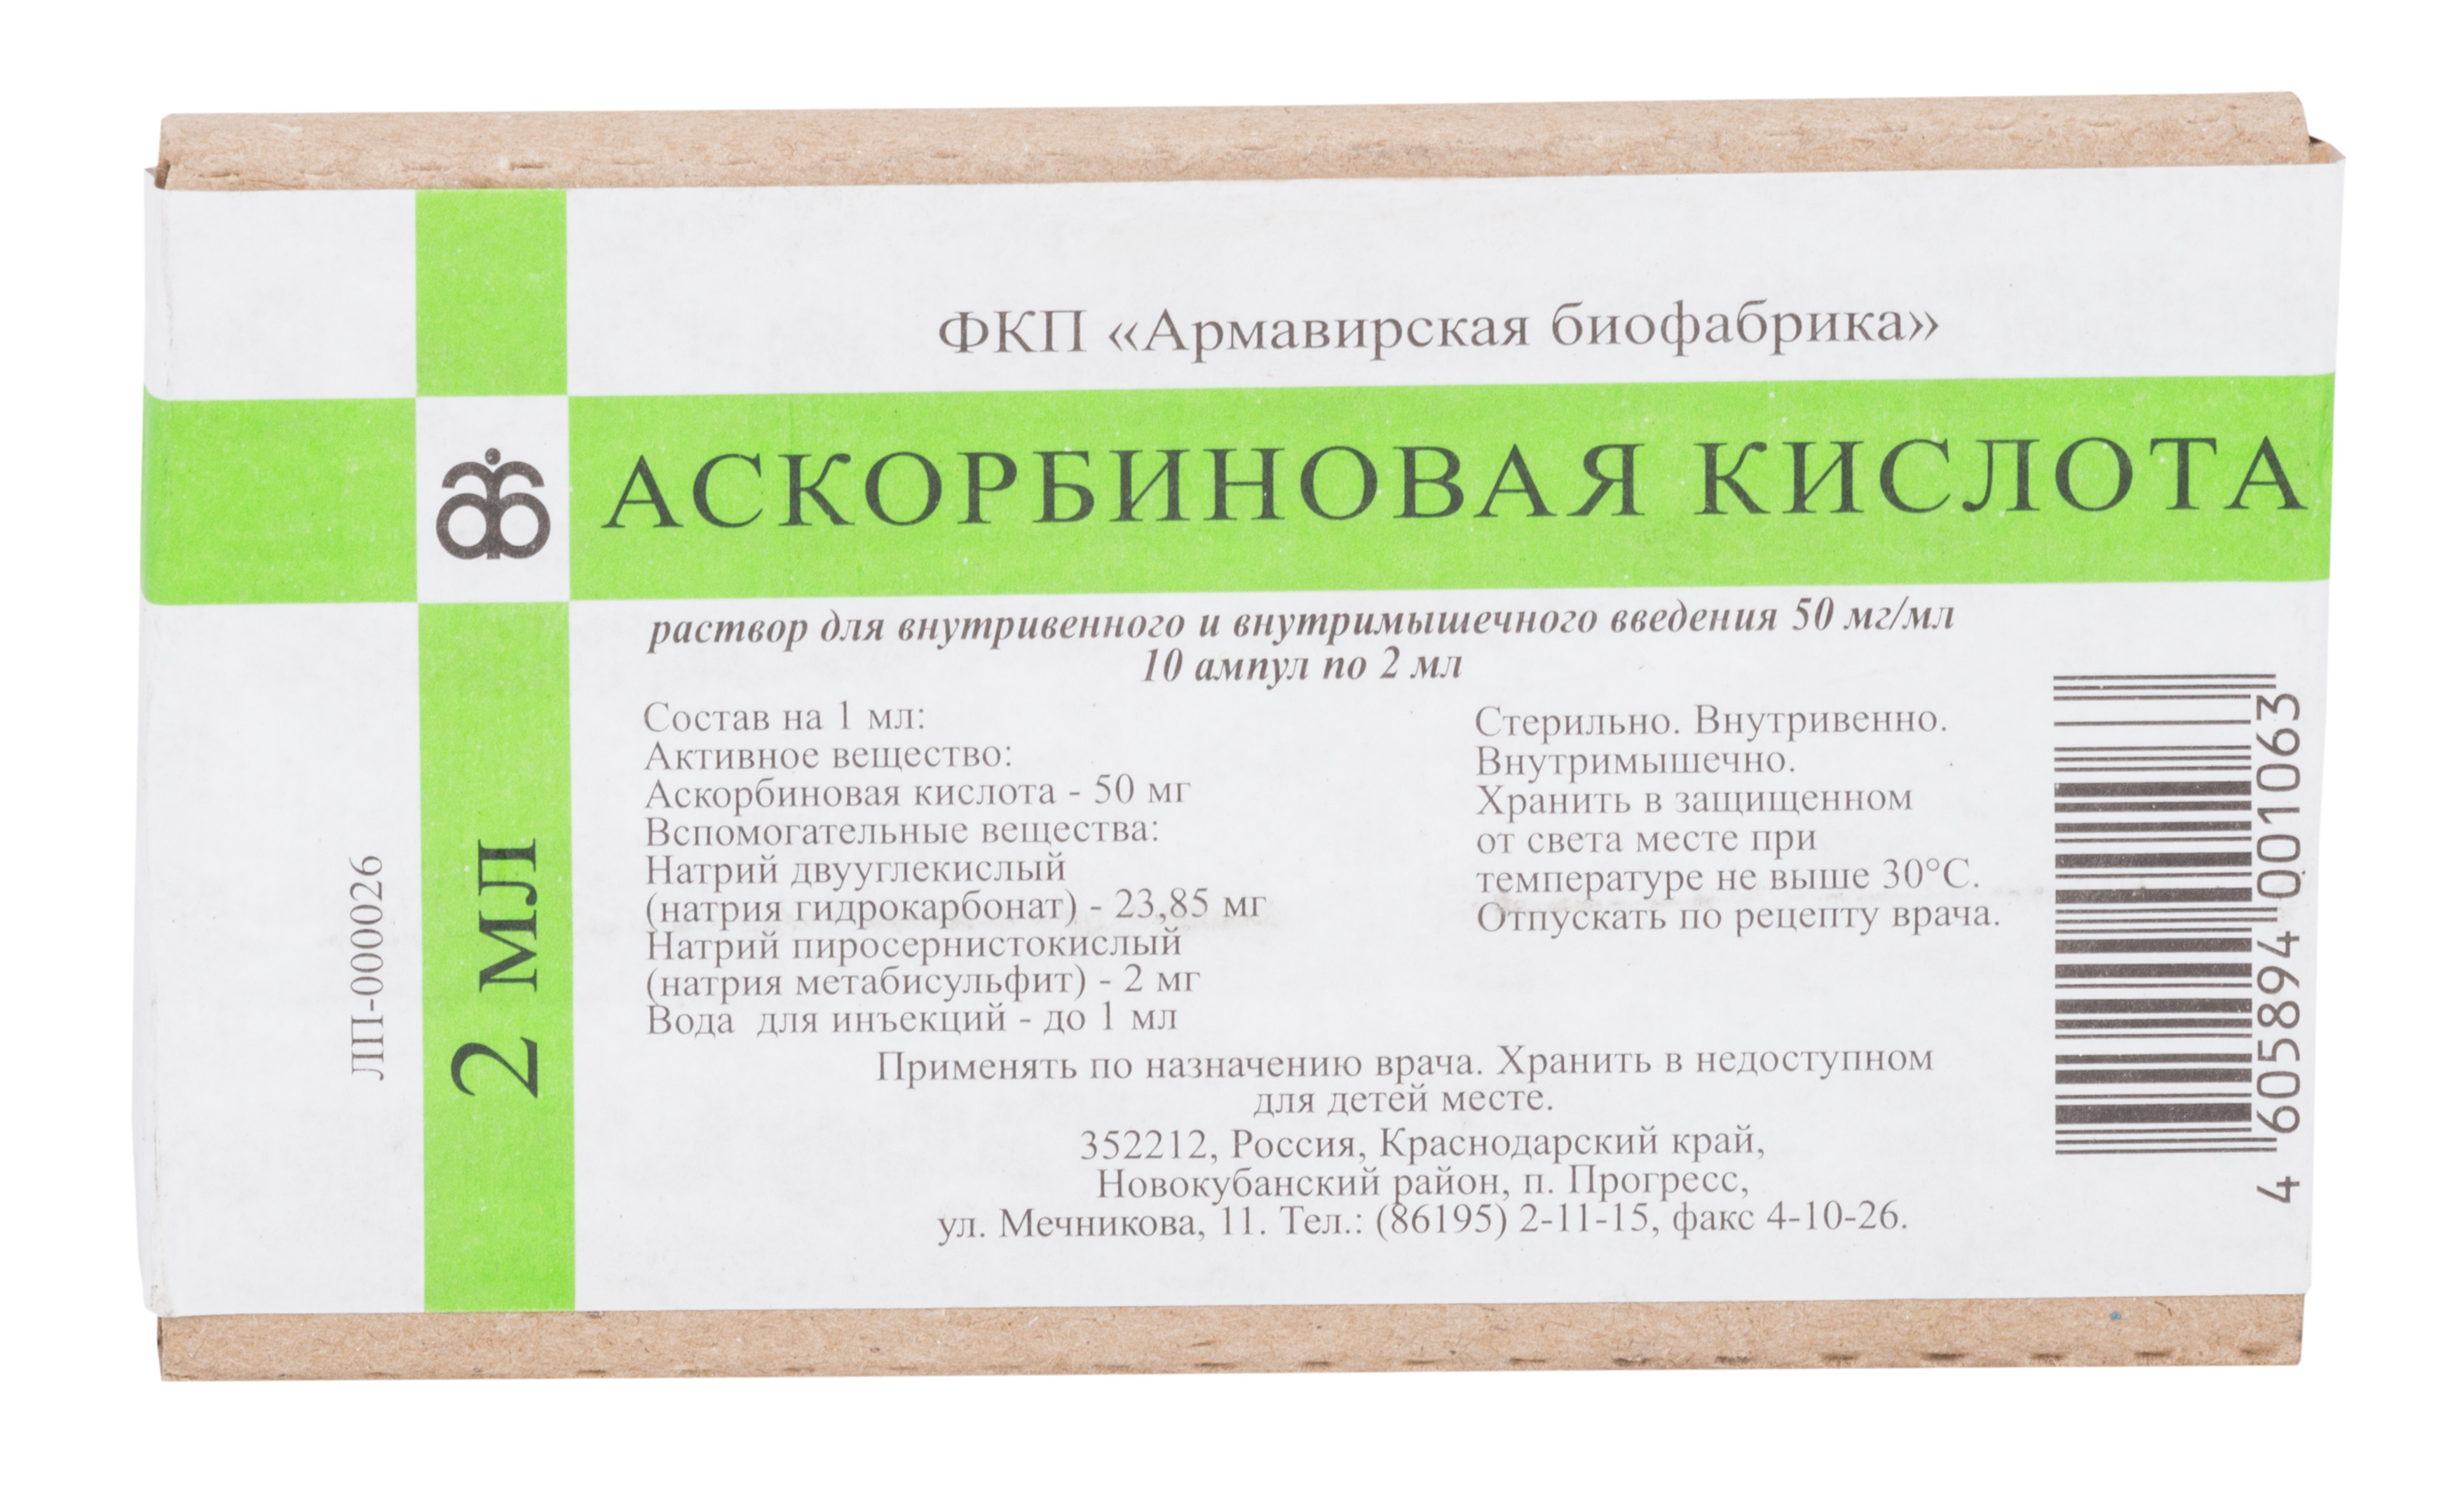 ФКП «Армавирская биофабрика»
АСКОРБИНОВАЯ КИСЛОТА
раствор для внутривенного и внутримышечного введения 50 мг/мл
10 ампул по 2 мл
Состав на 1 мл:
Активное вещество:
Аскорбиновая кислота - 50 мг
Вспомогательные вещества:
Натрий двууглекислый
(натрия гидрокарбонат) - 23,85 мг
Натрий пиросернистокислый
(натрия метабисульфит) - 2 мг
Вода для инъекций - до 1 мл
Стерильно. Внутривенно.
Внутримышечно.
Хранить в защищенном
от света месте при
температуре не выше 30°С.
Отпускать по рецепту врача.
Применять по назначению врача. Хранить в недоступном
для детей месте.
352212, Россия, Краснодарский край,
Новокубанский район, п. Прогресс,
ул. Мечникова, 11. Тел.: (86195) 2-11-15, факс 4-10-26.
ЛП-000026
2 МЛ
4 605894 001063